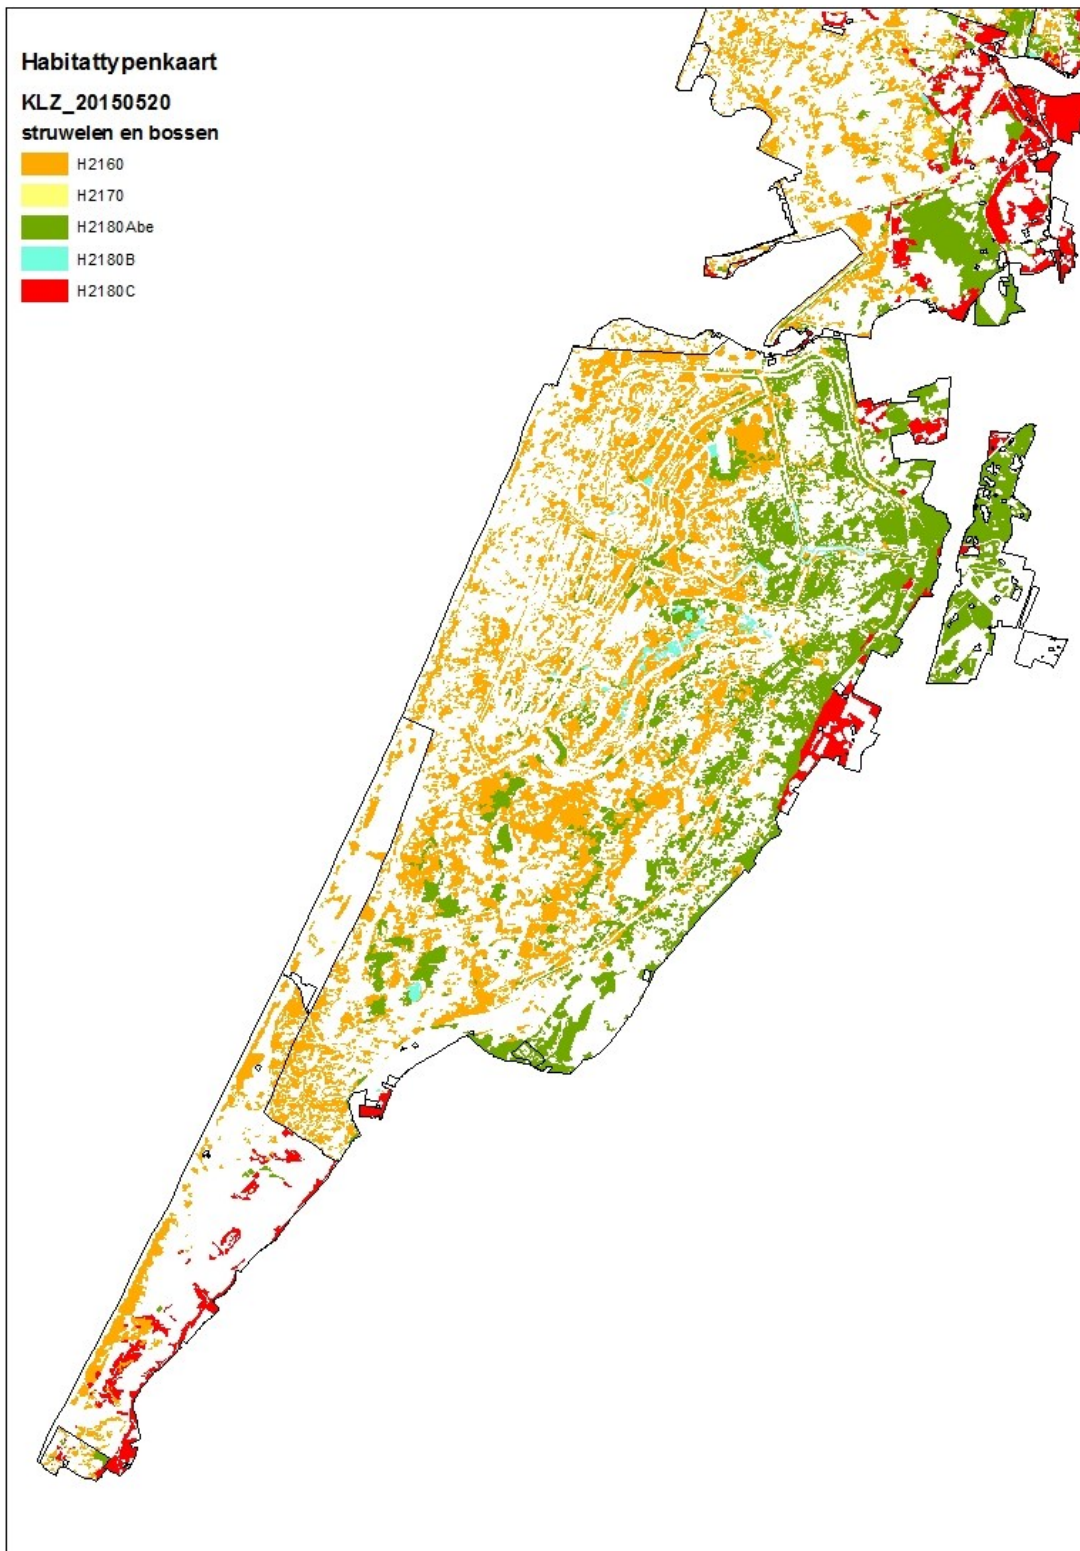 Habitattypenkaart
KLZ_20150520
struwelen en bossen
H2160
H2170
H2180Abe
H2180B
H2180C